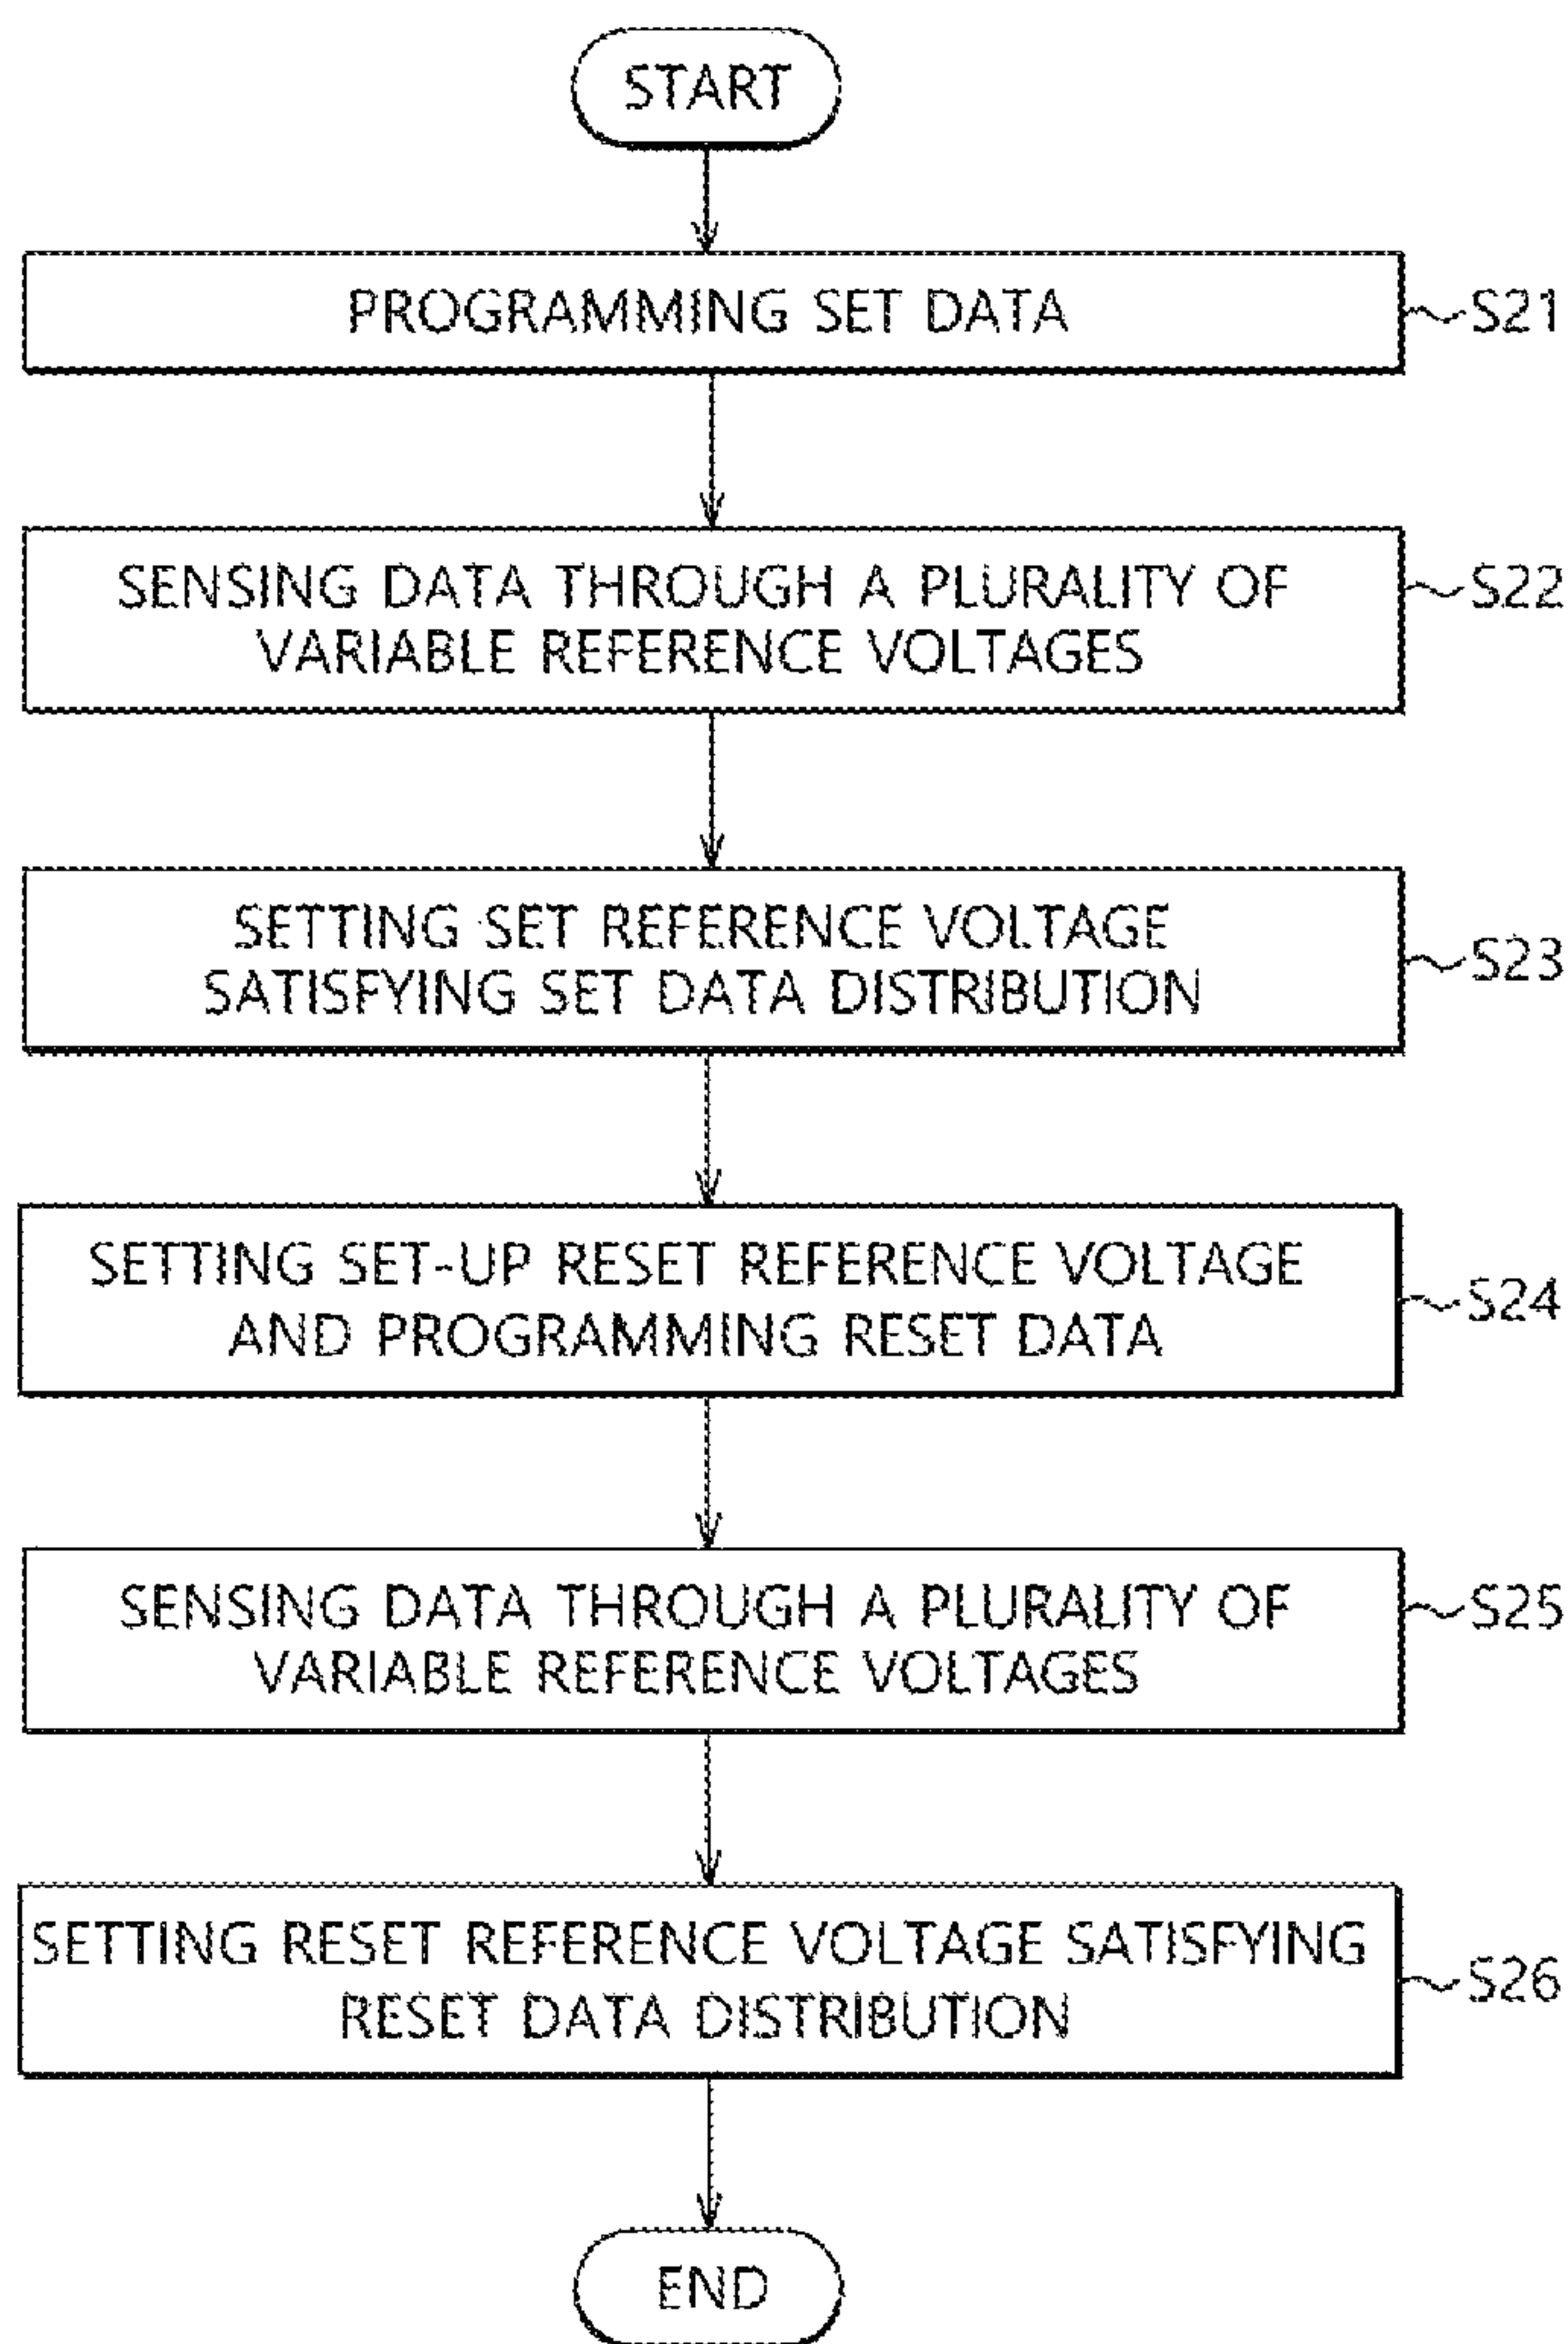 START
PROGRAMMING SET DATA
S21
SENSING DATA THROUGH A PLURALITY OF
VARIABLE REFERENCE VOLTAGES
S22
SETTING SET REFERENCE VOLTAGE
SATISFYING SET DATA DISTRIBUTION
S23
SETTING SET-UP RESET REFERENCE VOLTAGE
AND PROGRAMMING RESET DATA
S24
SENSING DATA THROUGH A PLURALITY OF
VARIABLE REFERENCE VOLTAGES
S25
SETTING RESET REFERENCE VOLTAGE SATISFYING
RESET DATA DISTRIBUTION
S26
END